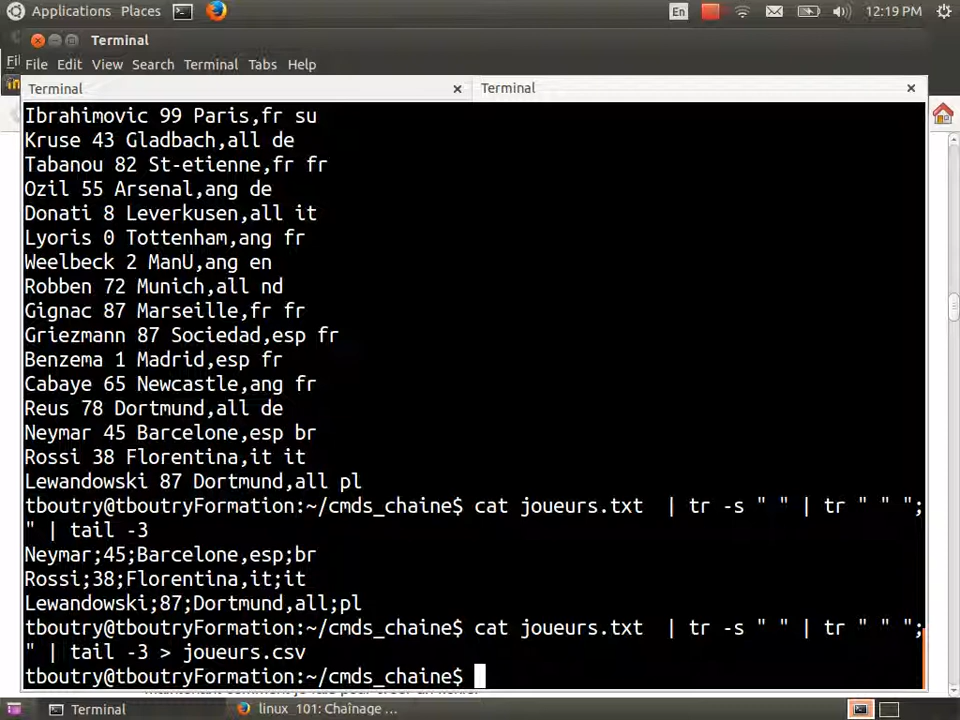 Applications Places En 12:19 PM
Terminal
File Edit View Search Terminal Tabs Help
Terminal × Terminal ×
Ibrahimovic 99 Paris,fr su
Kruse 43 Gladbach,all de
Tabanou 82 St-etienne,fr fr
Ozil 55 Arsenal,ang de
Donati 8 Leverkusen,all it
Lyoris 0 Tottenham,ang fr
Weelbeck 2 ManU,ang en
Robben 72 Munich,all nd
Gignac 87 Marseille,fr fr
Griezmann 87 Sociedad,esp fr
Benzema 1 Madrid,esp fr
Cabaye 65 Newcastle,ang fr
Reus 78 Dortmund,all de
Neymar 45 Barcelone,esp br
Rossi 38 Florentina,it it
Lewandowski 87 Dortmund,all pl
tboutry@tboutryFormation:~/cmds_chaine$ cat joueurs.txt  | tr -s " " | tr " " ";
" | tail -3
Neymar;45;Barcelone,esp;br
Rossi;38;Florentina,it;it
Lewandowski;87;Dortmund,all;pl
tboutry@tboutryFormation:~/cmds_chaine$ cat joueurs.txt  | tr -s " " | tr " " ";
" | tail -3 > joueurs.csv
tboutry@tboutryFormation:~/cmds_chaine$
Terminal linux_101: Chaînage ...